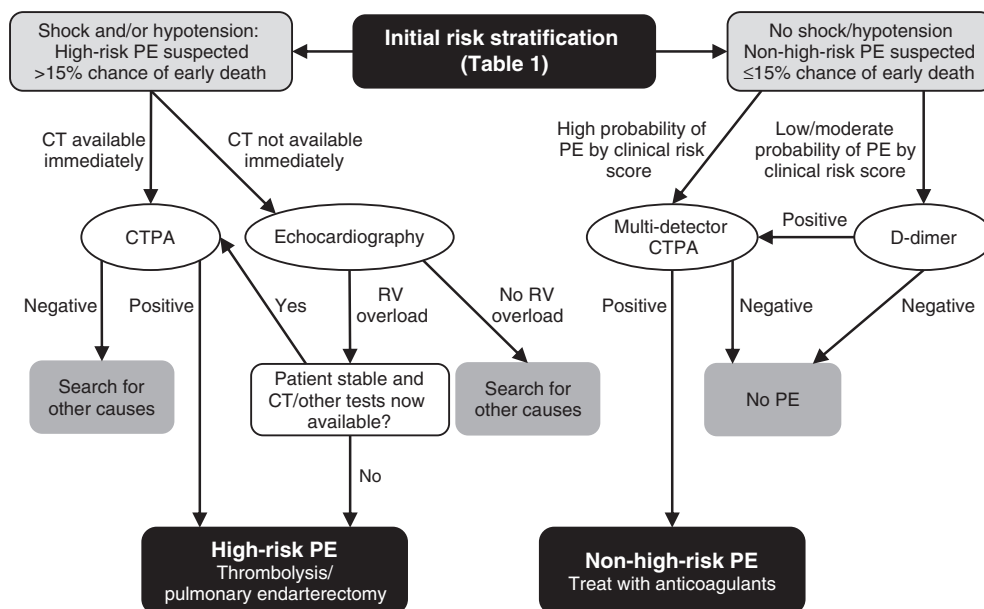 Shock and/or hypotension:
High-risk PE suspected
>15% chance of early death
Initial risk stratification
(Table 1)
No shock/hypotension
Non-high-risk PE suspected
≤15% chance of early death
CT available
immediately
CT not available
immediately
High probability of
PE by clinical risk
score
Low/moderate
probability of PE by
clinical risk score
CTPA
Echocardiography
Multi-detector
CTPA
Positive
D-dimer
Negative
Positive
Yes
RV
overload
No RV
overload
Positive
Negative
Negative
Search for
other causes
Patient stable and
CT/other tests now
available?
Search for
other causes
No PE
No
High-risk PE
Thrombolysis/
pulmonary endarterectomy
Non-high-risk PE
Treat with anticoagulants